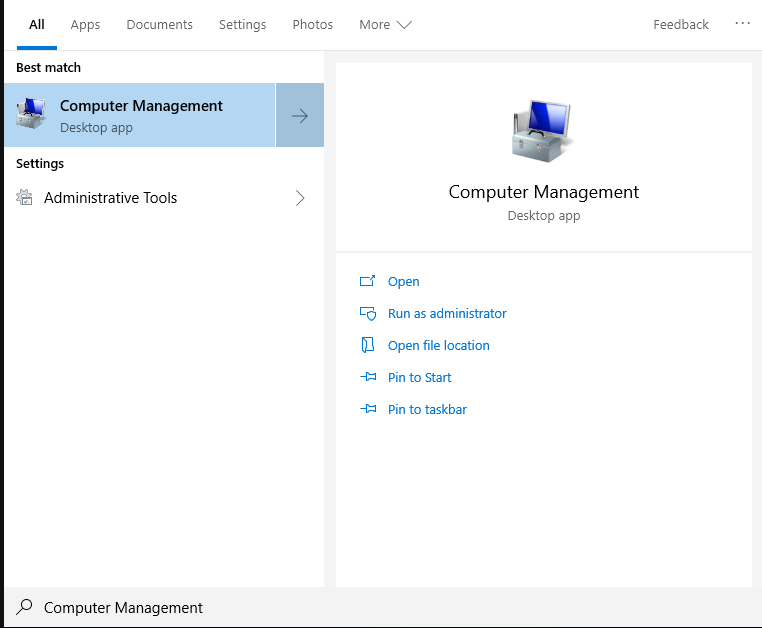 All Apps Documents Settings Photos More Feedback ...
Best match
Computer Management
Desktop app
Settings
Administrative Tools
Computer Management
Desktop app
Open
Run as administrator
Open file location
Pin to Start
Pin to taskbar
Computer Management